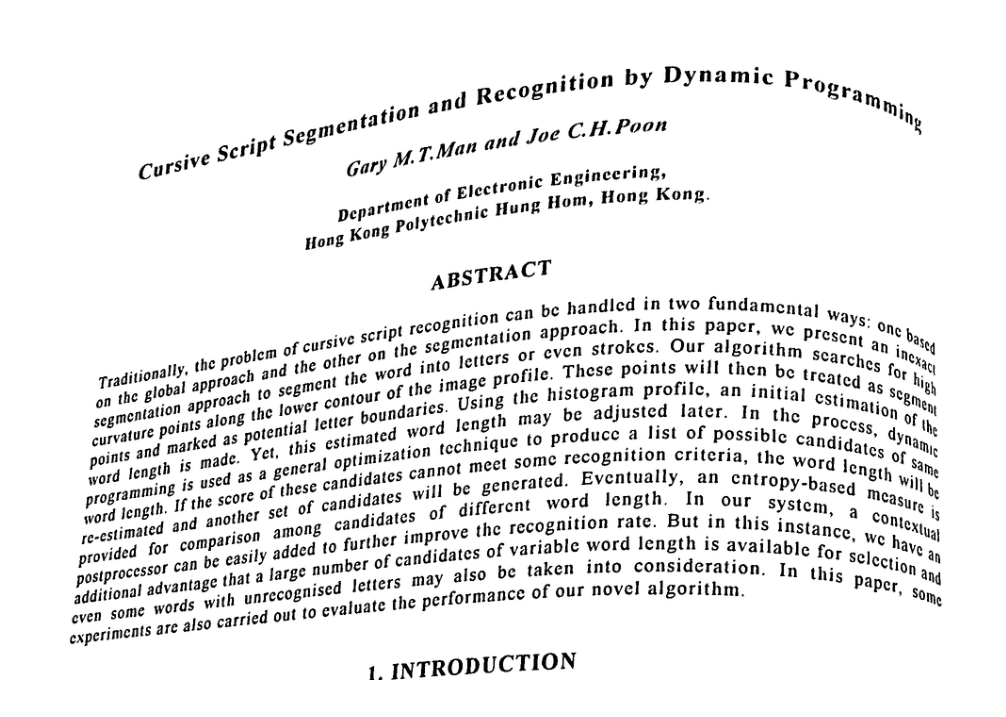 Cursive Script Segmentation and Recognition by Dynamic Programming
Gary M.T.Man and Joe C.H.Poon
Department of Electronic Engineering,
Hong Kong Polytechnic Hung Hom, Hong Kong.
ABSTRACT
Traditionally, the problem of cursive script recognition can be handled in two fundamental ways: one based
on the global approach and the other on the segmentation approach. In this paper, we present an inexact
segmentation approach to segment the word into letters or even strokes. Our algorithm searches for high
curvature points along the lower contour of the image profile. These points will then be treated as segment
points and marked as potential letter boundaries. Using the histogram profile, an initial estimation of the
word length is made. Yet, this estimated word length may be adjusted later. In the process, dynamic
programming is used as a general optimization technique to produce a list of possible candidates of same
word length. If the score of these candidates cannot meet some recognition criteria, the word length will be
re-estimated and another set of candidates will be generated. Eventually, an entropy-based measure is
provided for comparison among candidates of different word length. In our system, a contextual
postprocessor can be easily added to further improve the recognition rate. But in this instance, we have an
additional advantage that a large number of candidates of variable word length is available for selection and
even some words with unrecognised letters may also be taken into consideration. In this paper, some
experiments are also carried out to evaluate the performance of our novel algorithm.
1. INTRODUCTION